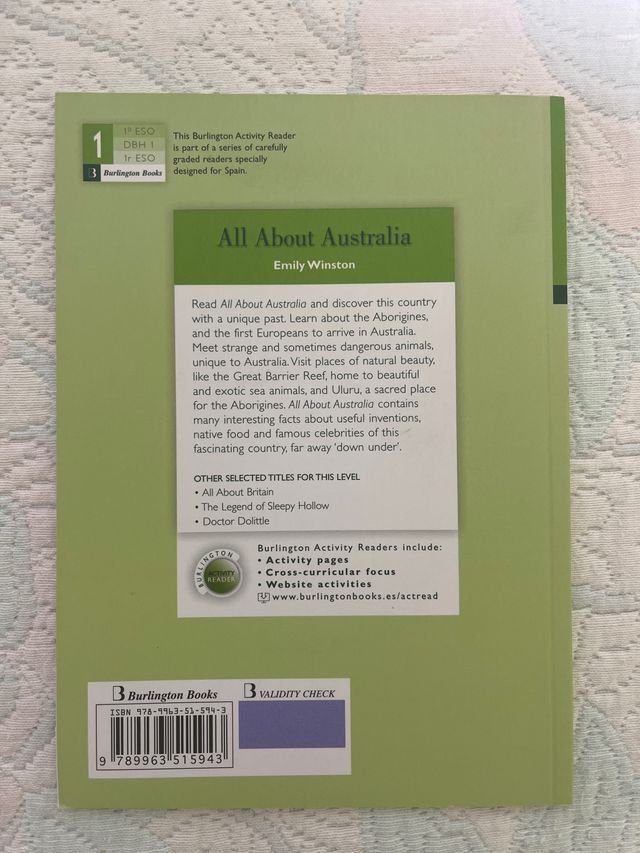 1
1º ESO
DBH 1
1r ESO
B Burlington Books
This Burlington Activity Reader
is part of a series of carefully
graded readers specially
designed for Spain.
All About Australia
Emily Winston
Read All About Australia and discover this country
with a unique past. Learn about the Aborigines,
and the first Europeans to arrive in Australia.
Meet strange and sometimes dangerous animals,
unique to Australia. Visit places of natural beauty,
like the Great Barrier Reef, home to beautiful
and exotic sea animals, and Uluru, a sacred place
for the Aborigines. All About Australia contains
many interesting facts about useful inventions,
native food and famous celebrities of this
fascinating country, far away ‘down under’.
OTHER SELECTED TITLES FOR THIS LEVEL
• All About Britain
• The Legend of Sleepy Hollow
• Doctor Dolittle
BURLINGTON
ACTIVITY
READER
Burlington Activity Readers include:
• Activity pages
• Cross-curricular focus
• Website activities
www.burlingtonbooks.es/actread
B Burlington Books
B VALIDITY CHECK
ISBN 978-9963-51-594-3
9 789963 515943